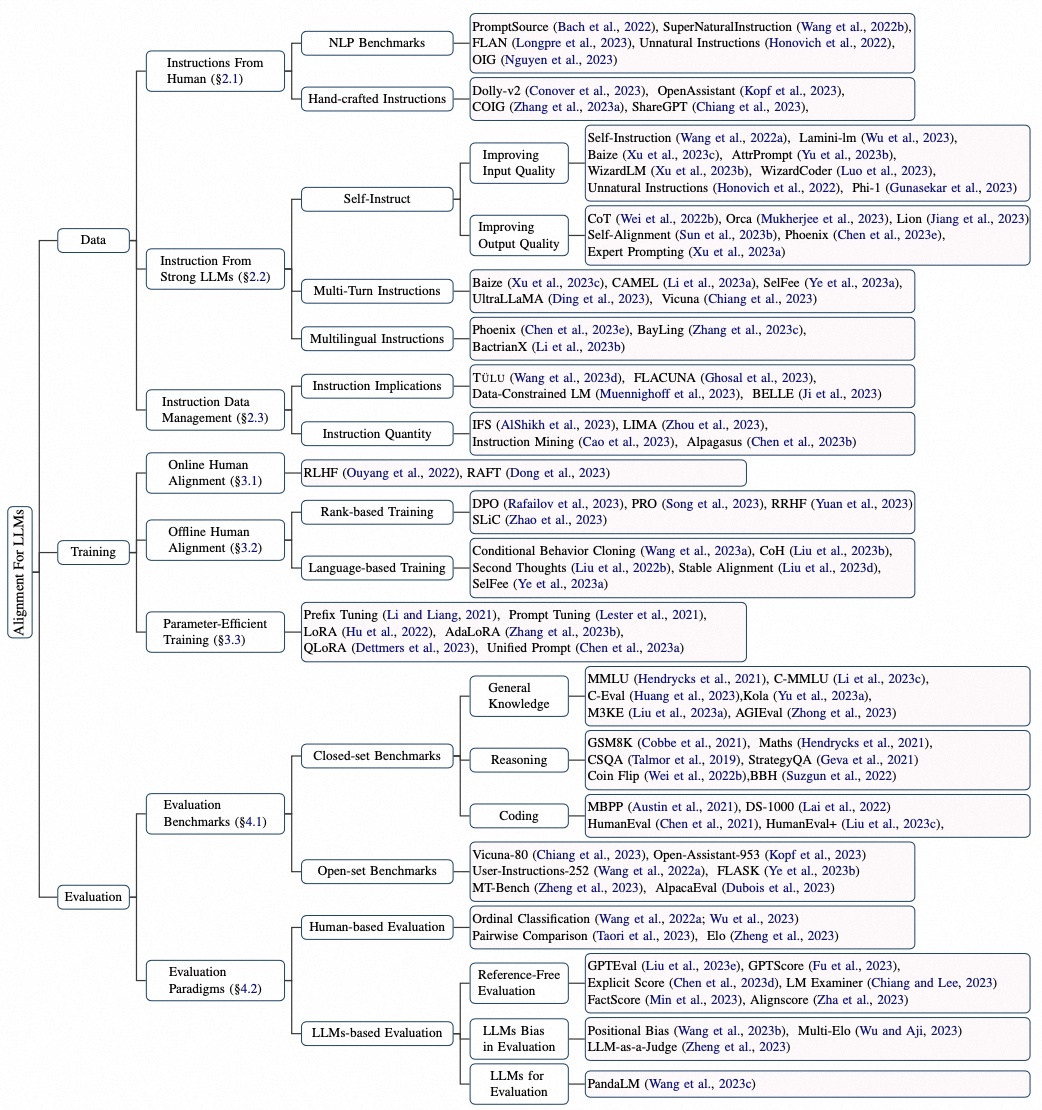 Alignment For LLMs
Data
Instructions From
Human (§2.1)
NLP Benchmarks
PromptSource (Bach et al., 2022), SuperNaturalInstruction (Wang et al., 2022b),
FLAN (Longpre et al., 2023), Unnatural Instructions (Honovich et al., 2022),
OIG (Nguyen et al., 2023)
Hand-crafted Instructions
Dolly-v2 (Conover et al., 2023), OpenAssistant (Kopf et al., 2023),
COIG (Zhang et al., 2023a), ShareGPT (Chiang et al., 2023),
Instruction From
Strong LLMs (§2.2)
Self-Instruct
Improving
Input Quality
Self-Instruction (Wang et al., 2022a), Lamini-lm (Wu et al., 2023),
Baize (Xu et al., 2023c), AttrPrompt (Yu et al., 2023b),
WizardLM (Xu et al., 2023b), WizardCoder (Luo et al., 2023),
Unnatural Instructions (Honovich et al., 2022), Phi-1 (Gunasekar et al., 2023)
Improving
Output Quality
CoT (Wei et al., 2022b), Orca (Mukherjee et al., 2023), Lion (Jiang et al., 2023)
Self-Alignment (Sun et al., 2023b), Phoenix (Chen et al., 2023e),
Expert Prompting (Xu et al., 2023a)
Multi-Turn Instructions
Baize (Xu et al., 2023c), CAMEL (Li et al., 2023a), SelFee (Ye et al., 2023a),
UltraLLaMA (Ding et al., 2023), Vicuna (Chiang et al., 2023)
Multilingual Instructions
Phoenix (Chen et al., 2023e), BayLing (Zhang et al., 2023c),
BactrianX (Li et al., 2023b)
Instruction Data
Management (§2.3)
Instruction Implications
TÜLU (Wang et al., 2023d), FLACUNA (Ghosal et al., 2023),
Data-Constrained LM (Muennighoff et al., 2023), BELLE (Ji et al., 2023)
Instruction Quantity
IFS (AlShikh et al., 2023), LIMA (Zhou et al., 2023),
Instruction Mining (Cao et al., 2023), Alpagasus (Chen et al., 2023b)
Training
Online Human
Alignment (§3.1)
RLHF (Ouyang et al., 2022), RAFT (Dong et al., 2023)
Offline Human
Alignment (§3.2)
Rank-based Training
DPO (Rafailov et al., 2023), PRO (Song et al., 2023), RRHF (Yuan et al., 2023)
SLiC (Zhao et al., 2023)
Language-based Training
Conditional Behavior Cloning (Wang et al., 2023a), CoH (Liu et al., 2023b),
Second Thoughts (Liu et al., 2022b), Stable Alignment (Liu et al., 2023d),
SelFee (Ye et al., 2023a)
Parameter-Efficient
Training (§3.3)
Prefix Tuning (Li and Liang, 2021), Prompt Tuning (Lester et al., 2021),
LoRA (Hu et al., 2022), AdaLoRA (Zhang et al., 2023b),
QLoRA (Dettmers et al., 2023), Unified Prompt (Chen et al., 2023a)
Evaluation
Evaluation
Benchmarks (§4.1)
Closed-set Benchmarks
General
Knowledge
MMLU (Hendrycks et al., 2021), C-MMLU (Li et al., 2023c),
C-Eval (Huang et al., 2023),Kola (Yu et al., 2023a),
M3KE (Liu et al., 2023a), AGIEval (Zhong et al., 2023)
Reasoning
GSM8K (Cobbe et al., 2021), Maths (Hendrycks et al., 2021),
CSQA (Talmor et al., 2019), StrategyQA (Geva et al., 2021)
Coin Flip (Wei et al., 2022b),BBH (Suzgun et al., 2022)
Coding
MBPP (Austin et al., 2021), DS-1000 (Lai et al., 2022)
HumanEval (Chen et al., 2021), HumanEval+ (Liu et al., 2023c),
Open-set Benchmarks
Vicuna-80 (Chiang et al., 2023), Open-Assistant-953 (Kopf et al., 2023)
User-Instructions-252 (Wang et al., 2022a), FLASK (Ye et al., 2023b)
MT-Bench (Zheng et al., 2023), AlpacaEval (Dubois et al., 2023)
Evaluation
Paradigms (§4.2)
Human-based Evaluation
Ordinal Classification (Wang et al., 2022a; Wu et al., 2023)
Pairwise Comparison (Taori et al., 2023), Elo (Zheng et al., 2023)
LLMs-based Evaluation
Reference-Free
Evaluation
GPTEval (Liu et al., 2023e), GPTScore (Fu et al., 2023),
Explicit Score (Chen et al., 2023d), LM Examiner (Chiang and Lee, 2023)
FactScore (Min et al., 2023), Alignscore (Zha et al., 2023)
LLMs Bias
in Evaluation
Positional Bias (Wang et al., 2023b), Multi-Elo (Wu and Aji, 2023)
LLM-as-a-Judge (Zheng et al., 2023)
LLMs for
Evaluation
PandaLM (Wang et al., 2023c)